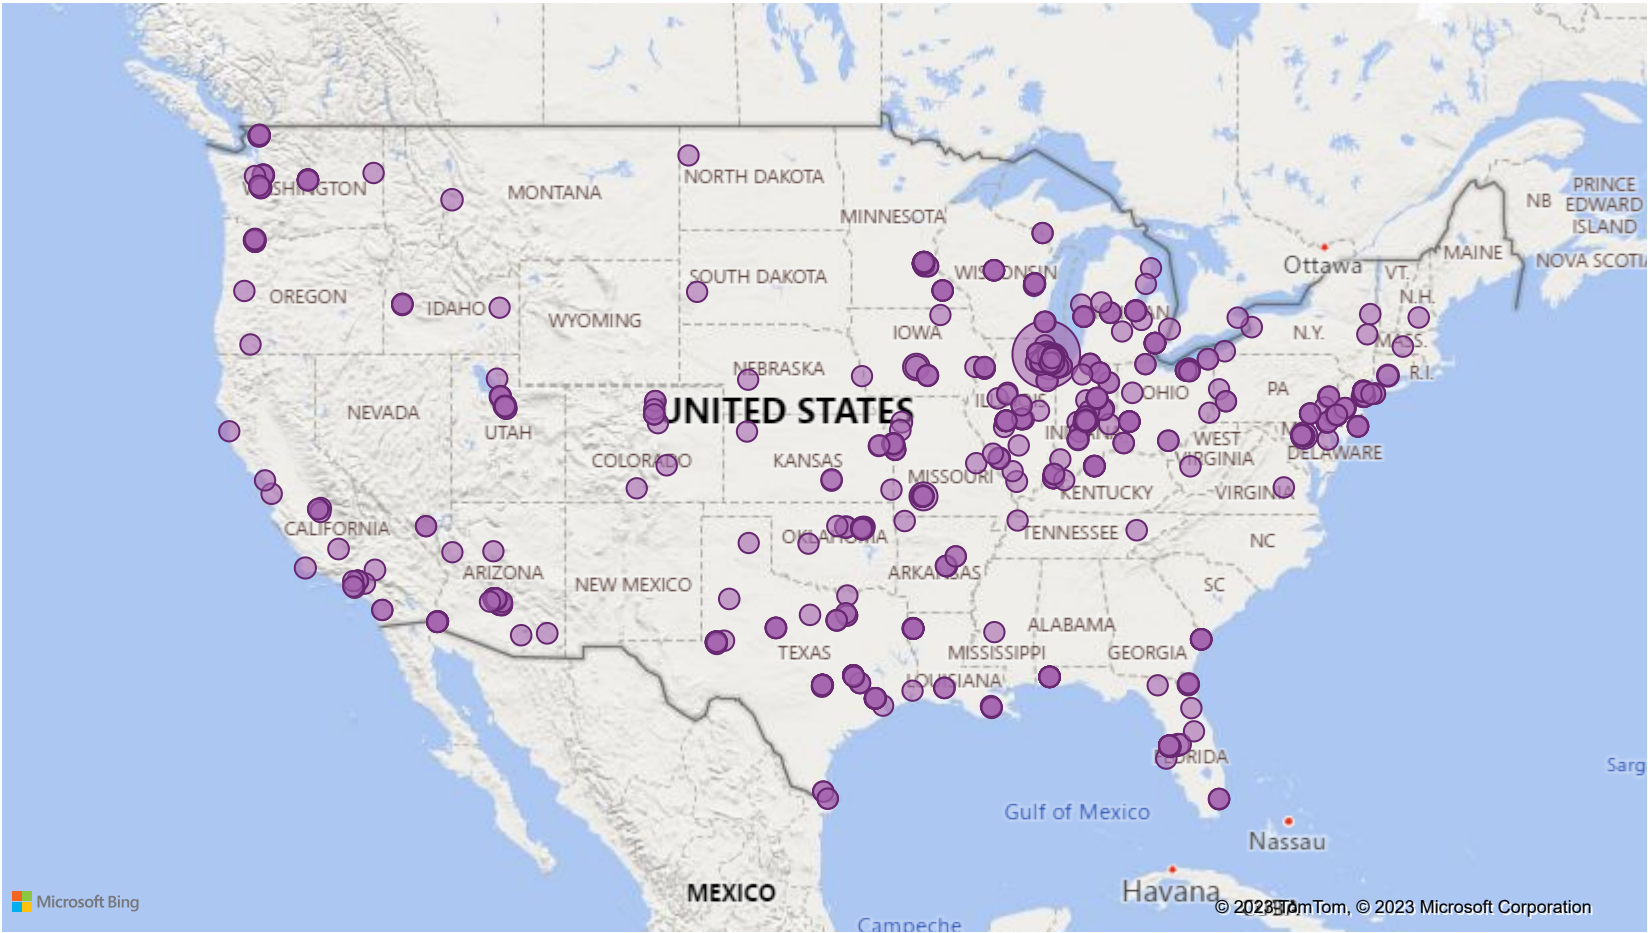 PRINCE
EDWARD
ISLAND
NB
WASHINGTON
MONTANA
NORTH DAKOTA
MINNESOTA
MAINE
NOVA SCOTIA
Ottawa
VT.
SOUTH DAKOTA
WISCONSIN
OREGON
IDAHO
N.H.
WYOMING
IOWA
N.Y.
MASS.
NEBRASKA
R.I.
PA
OHIO
UNITED STATES
NEVADA
UTAH
INDIANA
WEST
VIRGINIA
DELAWARE
COLORADO
KANSAS
MISSOURI
KENTUCKY
VIRGINIA
CALIFORNIA
OKLAHOMA
TENNESSEE
NC
ARIZONA
NEW MEXICO
ARKANSAS
SC
ALABAMA
TEXAS
MISSISSIPPI
GEORGIA
LOUISIANA
FLORIDA
Sarg
Gulf of Mexico
Nassau
MEXICO
Havana
Microsoft Bing
© 2023 TomTom, © 2023 Microsoft Corporation
Campeche